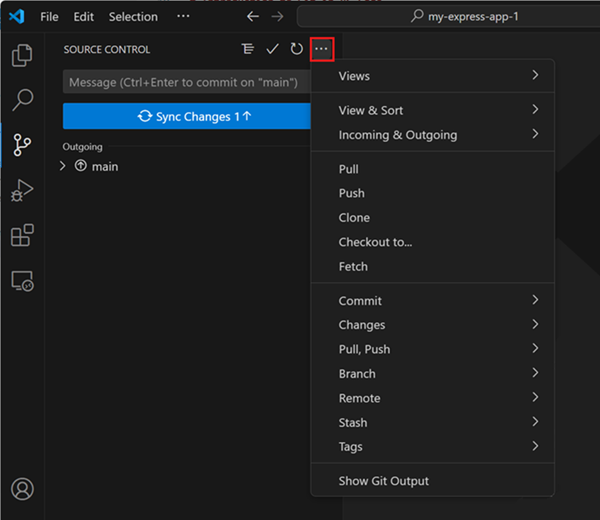 File Edit Selection ... my-express-app-1
SOURCE CONTROL
Message (Ctrl+Enter to commit on "main")
Sync Changes 1↑
Outgoing
main
Views
View & Sort
Incoming & Outgoing
Pull
Push
Clone
Checkout to...
Fetch
Commit
Changes
Pull, Push
Branch
Remote
Stash
Tags
Show Git Output